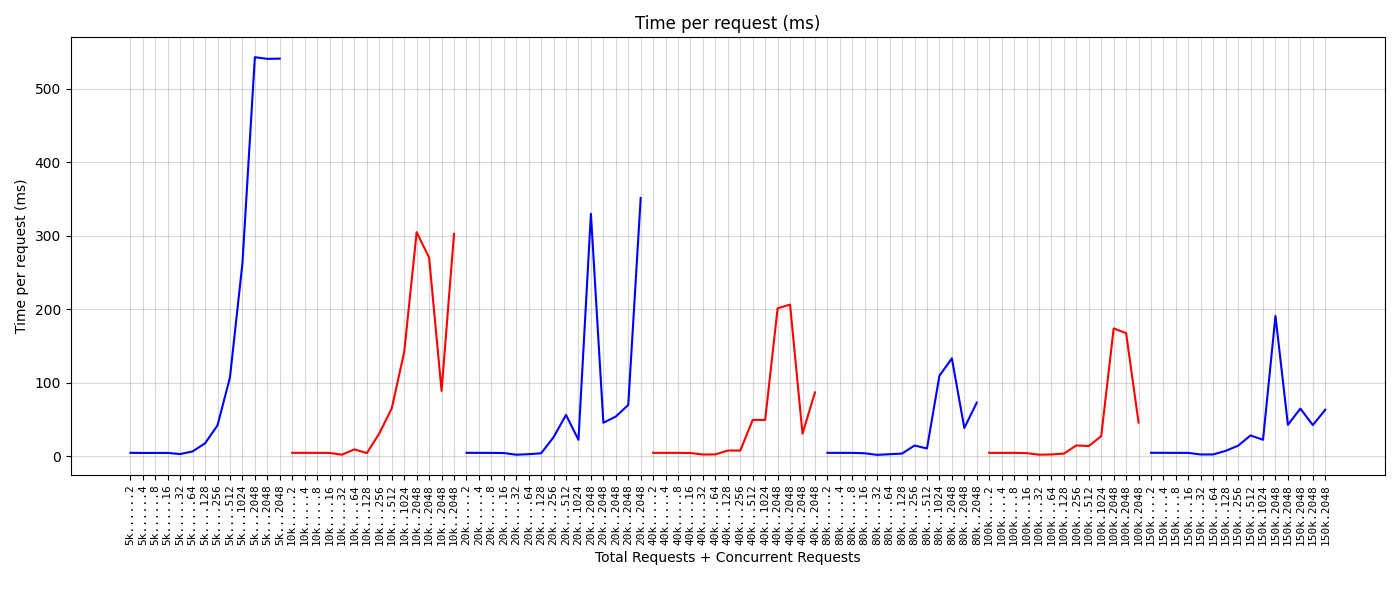 Time per request (ms)
Time per request (ms)
500
400
300
200
100
0
5k......2
5k......4
5k......8
5k.....16
5k.....32
5k.....64
5k....128
5k....256
5k....512
5k...1024
5k...2048
5k...2048
5k...2048
10k.....2
10k.....4
10k.....8
10k....16
10k....32
10k....64
10k...128
10k...256
10k...512
10k..1024
10k..2048
10k..2048
10k..2048
10k..2048
20k.....2
20k.....4
20k.....8
20k....16
20k....32
20k....64
20k...128
20k...256
20k...512
20k..1024
20k..2048
20k..2048
20k..2048
20k..2048
20k..2048
40k.....2
40k.....4
40k.....8
40k....16
40k....32
40k....64
40k...128
40k...256
40k...512
40k..1024
40k..2048
40k..2048
40k..2048
40k..2048
80k.....2
80k.....4
80k.....8
80k....16
80k....32
80k....64
80k...128
80k...256
80k...512
80k..1024
80k..2048
80k..2048
80k..2048
100k....2
100k....4
100k....8
100k...16
100k...32
100k...64
100k..128
100k..256
100k..512
100k.1024
100k.2048
100k.2048
100k.2048
150k....2
150k....4
150k....8
150k...16
150k...32
150k...64
150k..128
150k..256
150k..512
150k.1024
150k.2048
150k.2048
150k.2048
150k.2048
150k.2048
Total Requests + Concurrent Requests